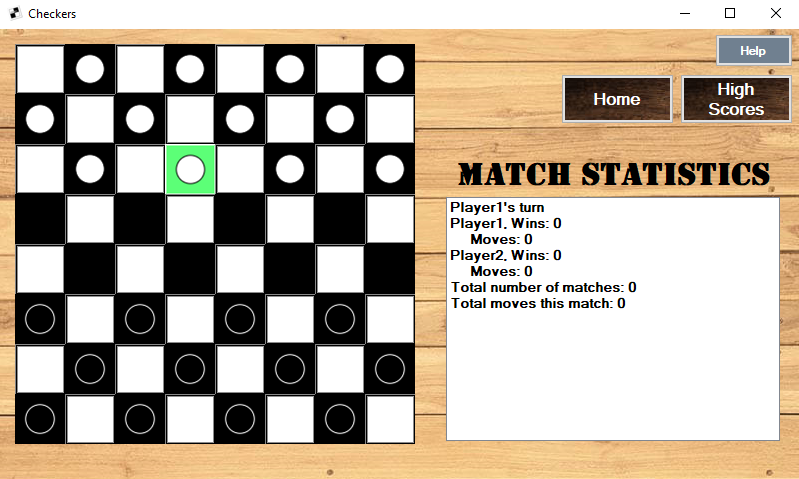 Checkers
Help
Home
High
Scores
MATCH STATISTICS
Player1's turn
Player1, Wins: 0
Moves: 0
Player2, Wins: 0
Moves: 0
Total number of matches: 0
Total moves this match: 0